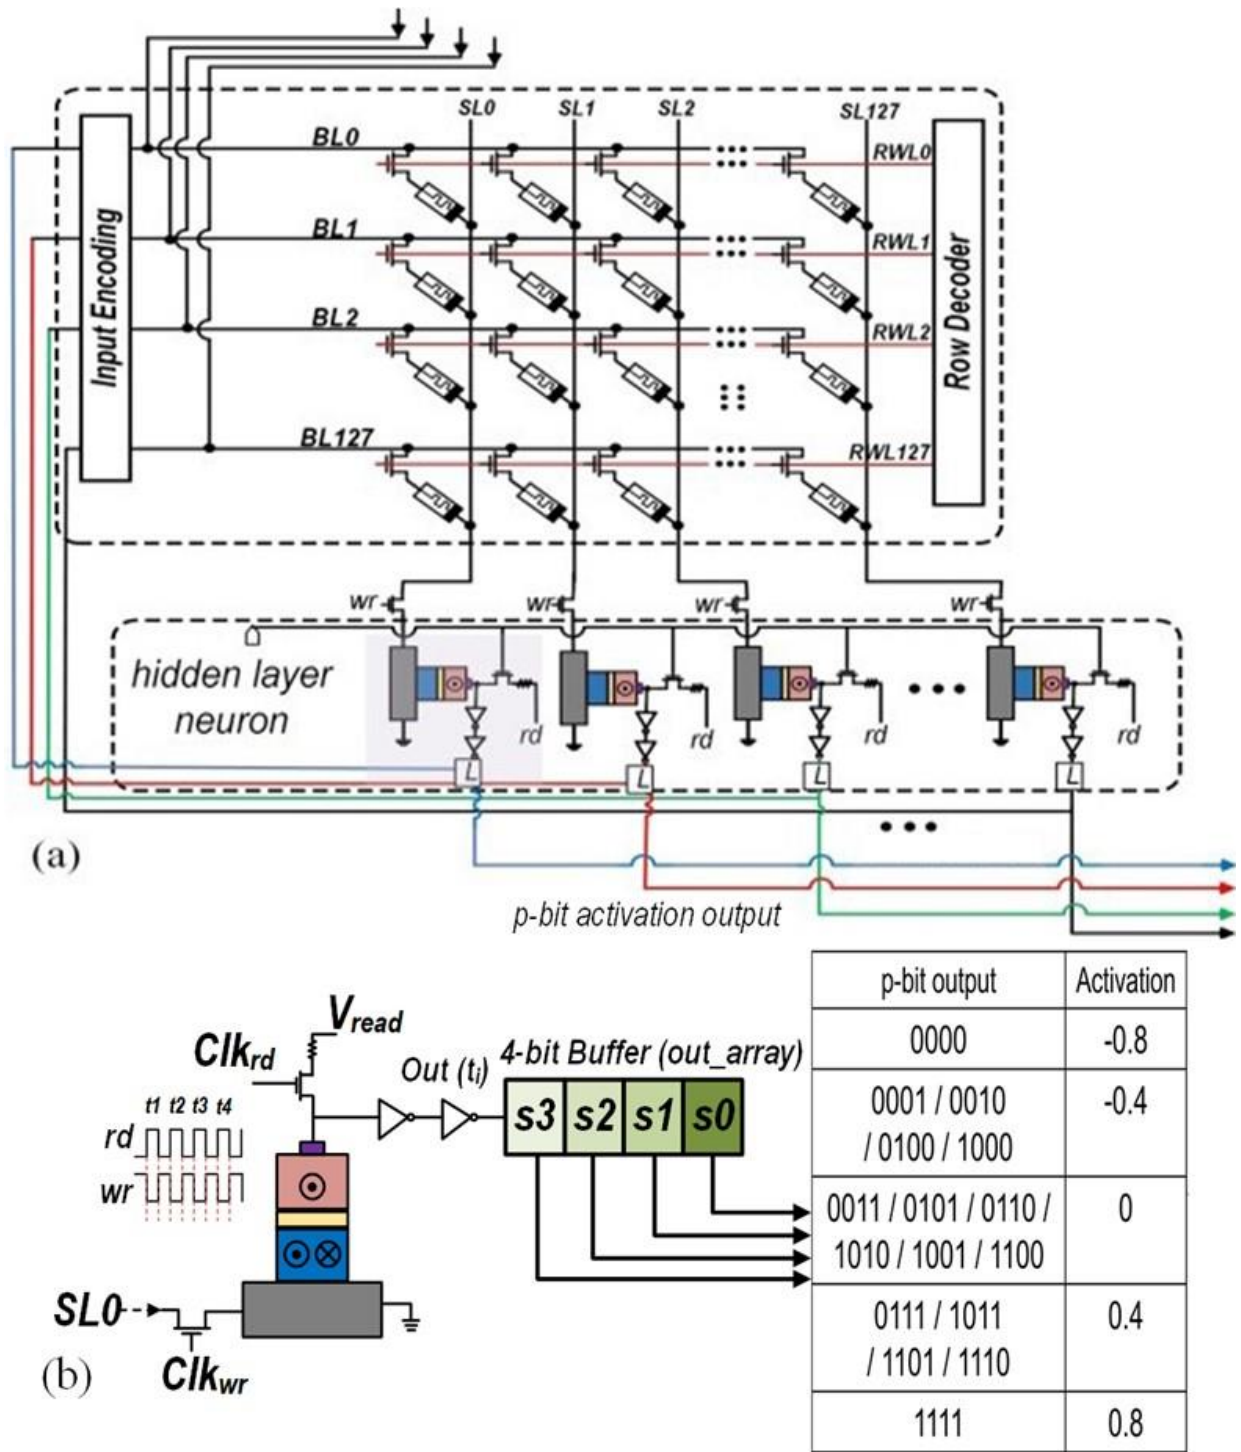 SL0 SL1 SL2 SL127
BL0 RWL0
BL1 RWL1
BL2 RWL2
BL127 RWL127
Input Encoding
Row Decoder
wr wr wr wr
hidden layer
neuron
rd rd rd rd
L L L L
(a)
p-bit activation output
V_read
Clk_rd
Out (t_i)
4-bit Buffer (out_array)
t1 t2 t3 t4
rd
wr
s3 s2 s1 s0
SL0
Clk_wr
(b)
p-bit output Activation
0000 -0.8
0001 / 0010 -0.4
/ 0100 / 1000
0011 / 0101 / 0110 / 0
1010 / 1001 / 1100
0111 / 1011 0.4
/ 1101 / 1110
1111 0.8